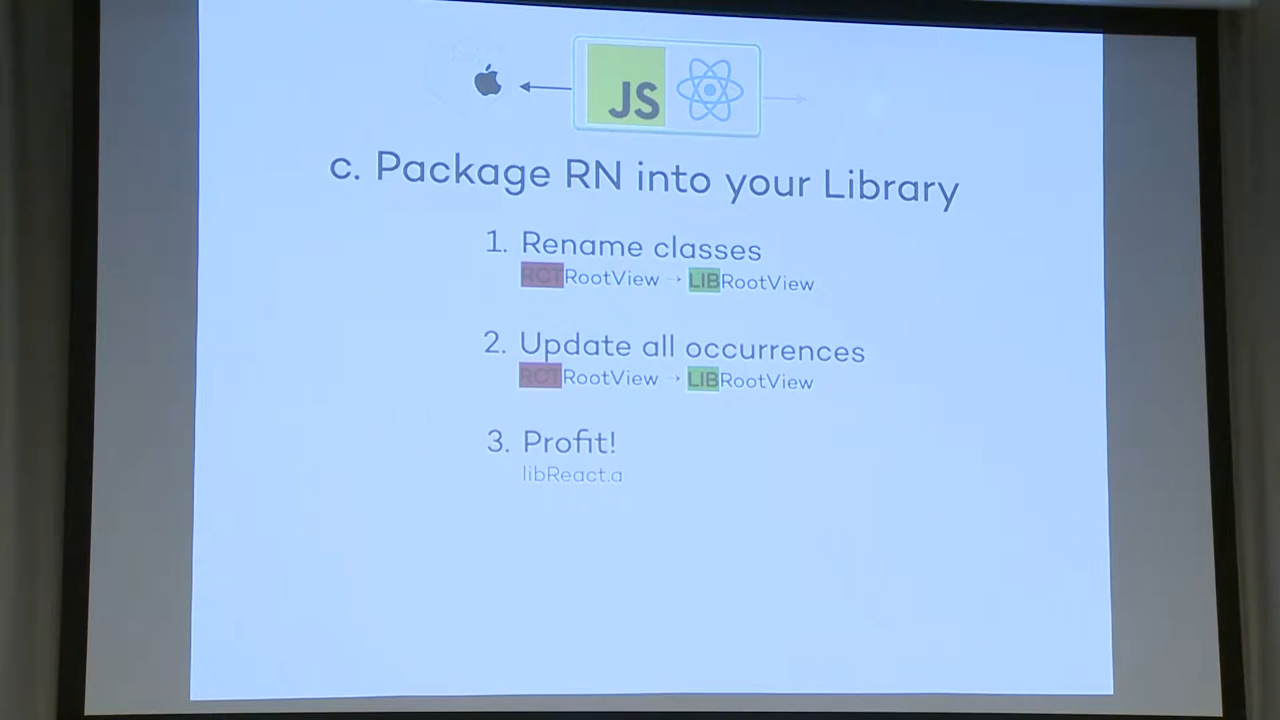 JS
c. Package RN into your Library
1. Rename classes
RCTRootView → LIBRootView
2. Update all occurrences
RCTRootView → LIBRootView
3. Profit!
libReact.a